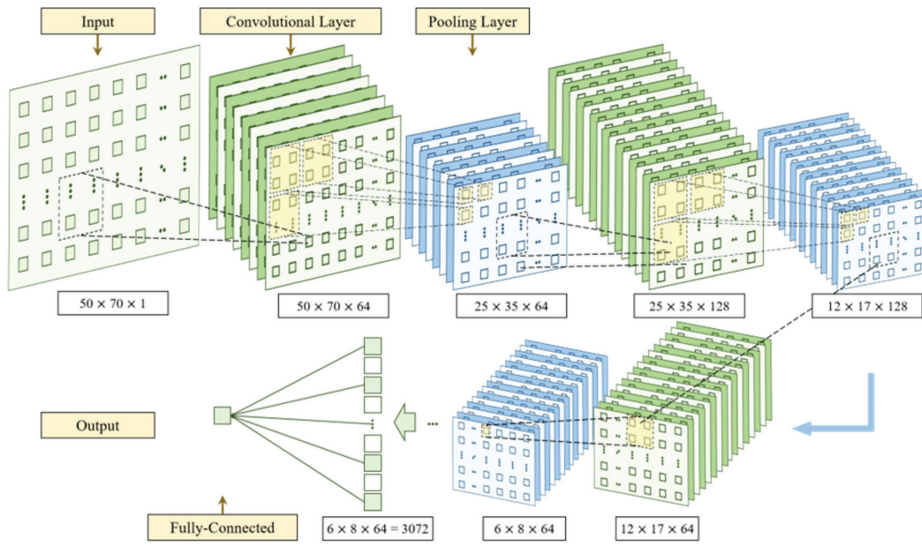 Input
Convolutional Layer
Pooling Layer
50 × 70 × 1
50 × 70 × 64
25 × 35 × 64
25 × 35 × 128
12 × 17 × 128
Output
Fully-Connected
6 × 8 × 64 = 3072
6 × 8 × 64
12 × 17 × 64